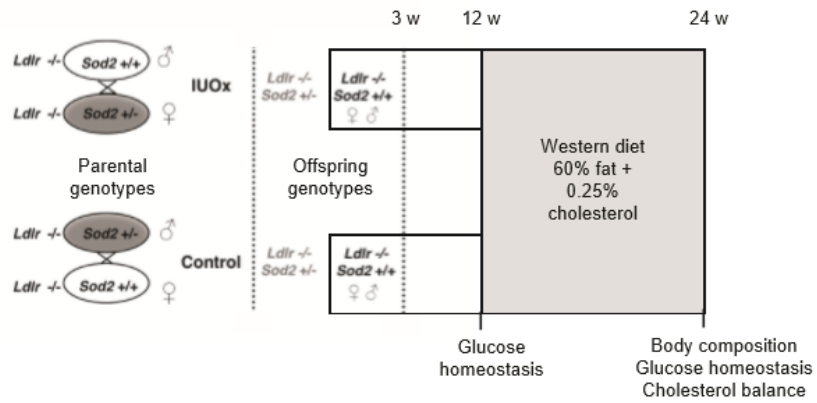 3 w
12 w
24 w
Ldlr -/-
Sod2 +/+
♂
IUOx
Ldlr -/-
Sod2 +/-
♀
Ldlr -/-
Sod2 +/-
Ldlr -/-
Sod2 +/+
♀ ♂
Parental
genotypes
Offspring
genotypes
Western diet
60% fat +
0.25%
cholesterol
Ldlr -/-
Sod2 +/-
♂
Control
Ldlr -/-
Sod2 +/+
♀
Ldlr -/-
Sod2 +/-
Ldlr -/-
Sod2 +/+
♀ ♂
Glucose
homeostasis
Body composition
Glucose homeostasis
Cholesterol balance